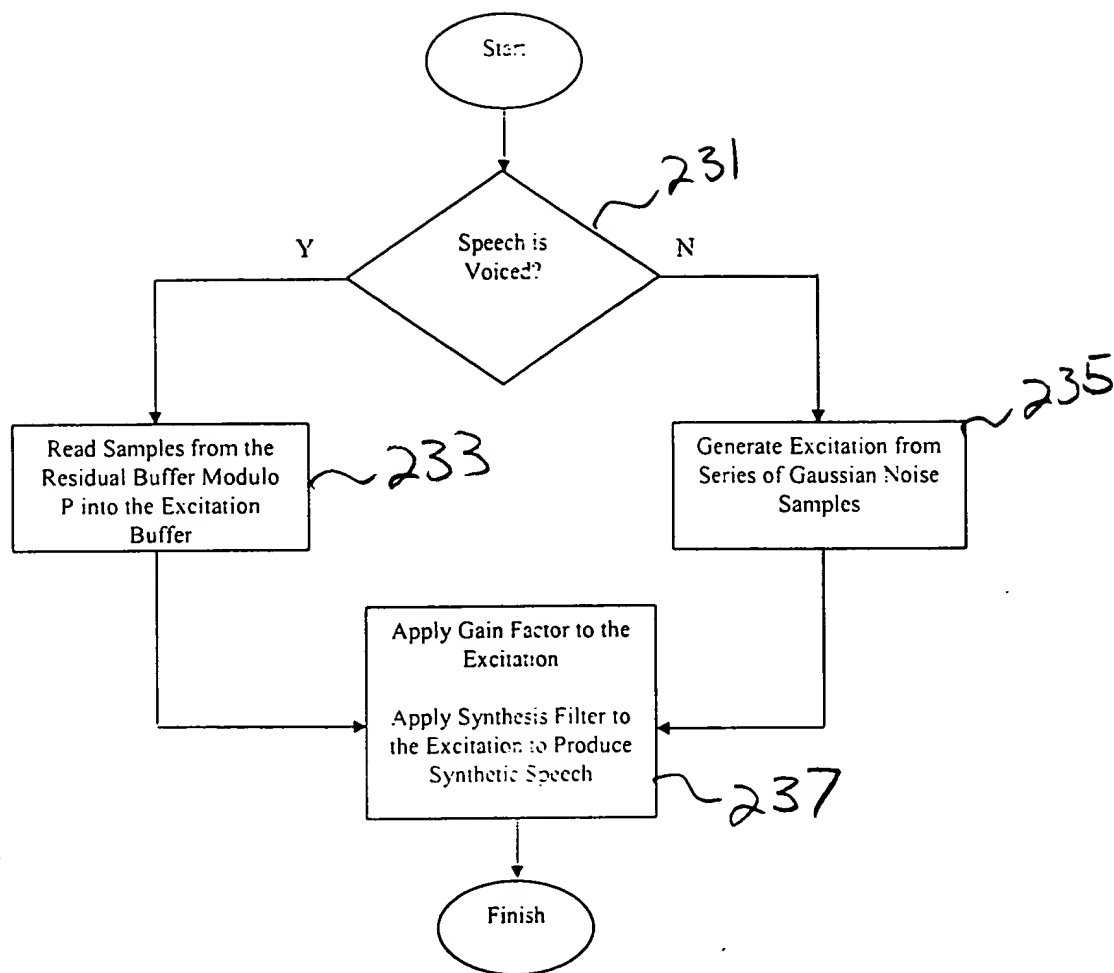 Start
231
Speech is
Voiced?
Y
N
235
Read Samples from the
Residual Buffer Modulo
P into the Excitation
Buffer
233
Generate Excitation from
Series of Gaussian Noise
Samples
Apply Gain Factor to the
Excitation
Apply Synthesis Filter to
the Excitation to Produce
Synthetic Speech
237
Finish